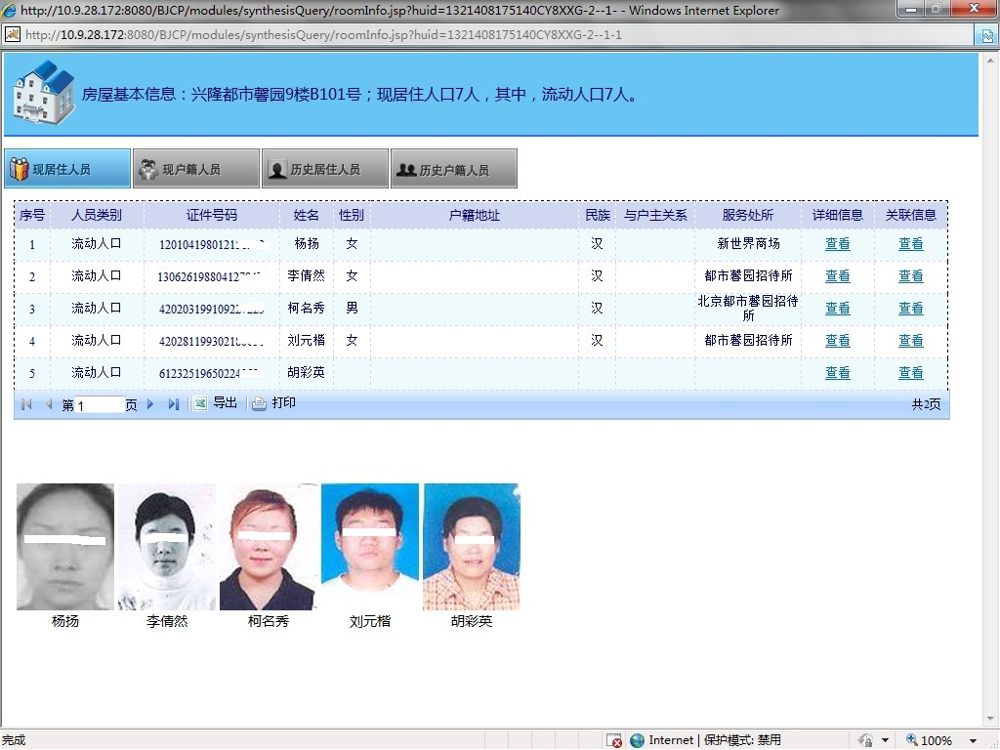 http://10.9.28.172:8080/BJCP/modules/synthesisQuery/roomInfo.jsp?huid=1321408175140CY8XXG-2--1- - Windows Internet Explorer
http://10.9.28.172:8080/BJCP/modules/synthesisQuery/roomInfo.jsp?huid=1321408175140CY8XXG-2--1-1
房屋基本信息：兴隆都市馨园9楼B101号；现居住人口7人，其中，流动人口7人。
现居住人员 现户籍人员 历史居住人员 历史户籍人员
序号 人员类别 证件号码 姓名 性别 户籍地址 民族 与户主关系 服务处所 详细信息 关联信息
1 流动人口 1201041980121 杨扬 女 汉 新世界商场 查看 查看
2 流动人口 1306261988041 李倩然 女 汉 都市馨园招待所 查看 查看
3 流动人口 42020319910922 柯名秀 男 汉 北京都市馨园招待所 查看 查看
4 流动人口 4202811993021 刘元楷 女 汉 都市馨园招待所 查看 查看
5 流动人口 61232519650224 胡彩英 查看 查看
第 1 页 导出 打印 共2页
杨扬 李倩然 柯名秀 刘元楷 胡彩英
完成 Internet | 保护模式: 禁用 100%